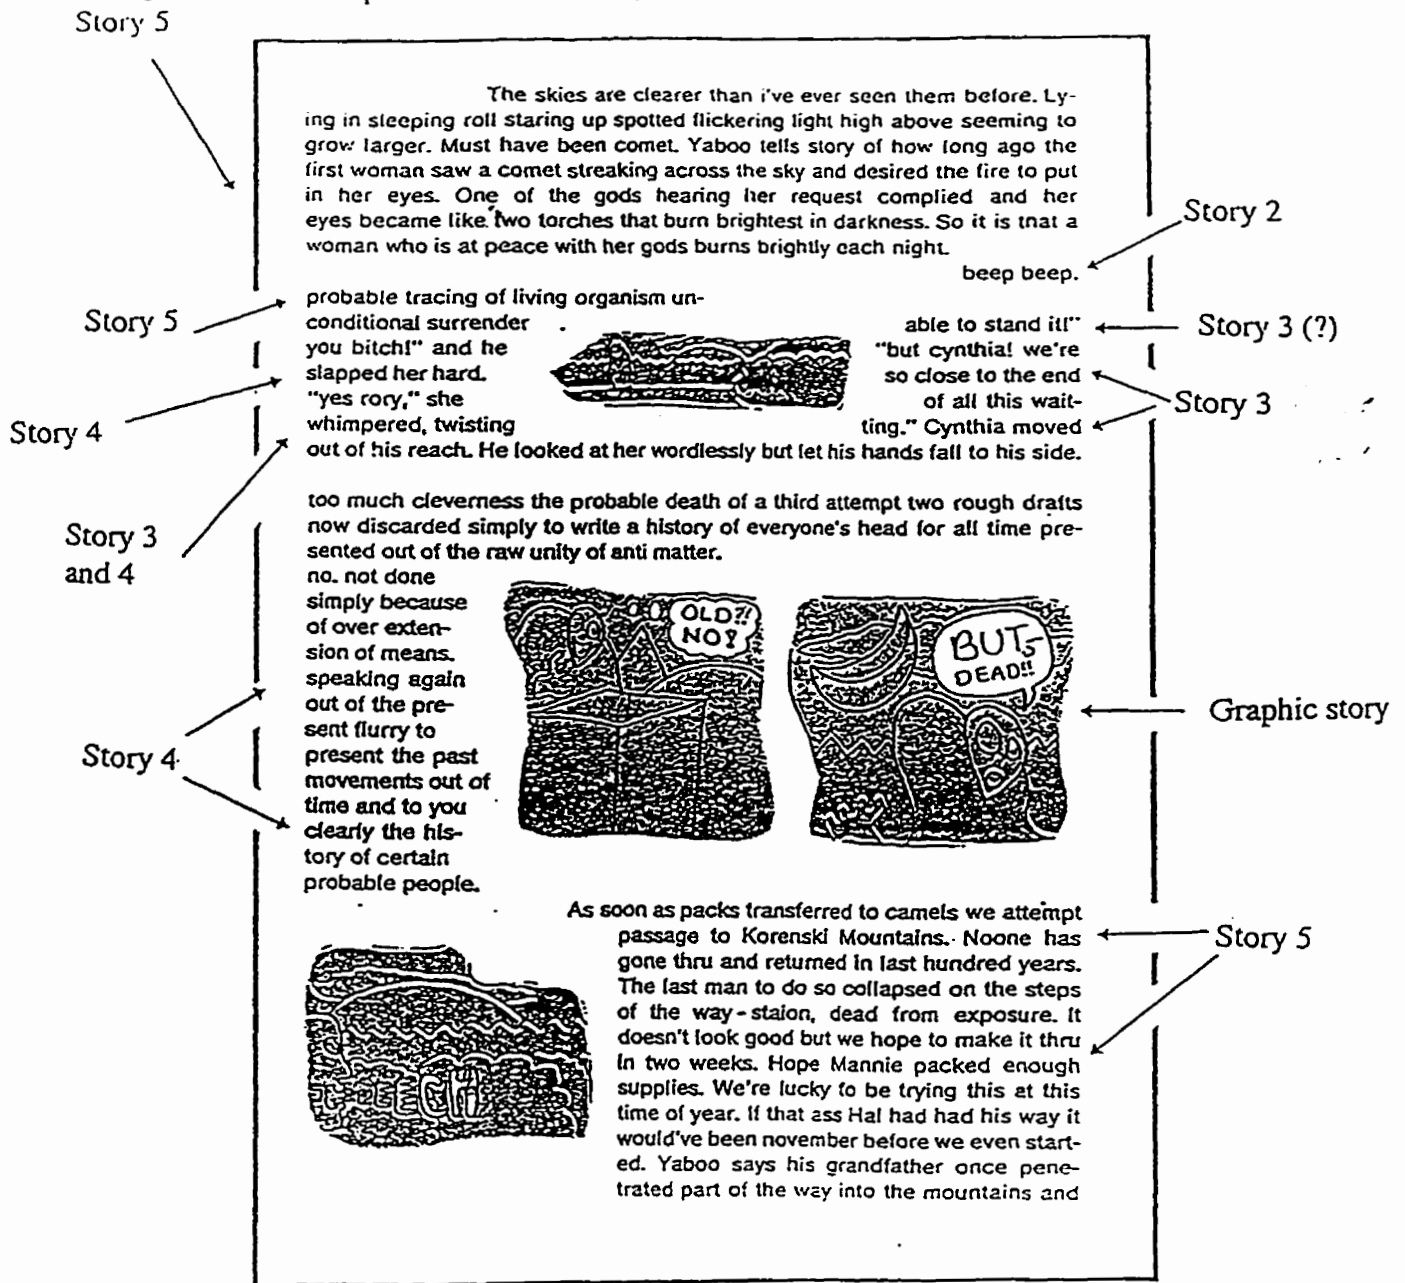 Story 5
The skies are clearer than i've ever seen them before. Ly-
ing in sleeping roll staring up spotted flickering light high above seeming to
grow larger. Must have been comet. Yaboo tells story of how long ago the
first woman saw a comet streaking across the sky and desired the fire to put
in her eyes. One of the gods hearing her request complied and her
eyes became like two torches that burn brightest in darkness. So it is that a
woman who is at peace with her gods burns brightly each night.
Story 2
beep beep.
Story 5
probable tracing of living organism un-
conditional surrender
you bitch!" and he
slapped her hard.
"yes rory," she
whimpered, twisting
Story 4
Story 3
and 4
able to stand it!"
"but cynthia! we're
so close to the end
of all this wait-
ting." Cynthia moved
Story 3 (?)
Story 3
out of his reach. He looked at her wordlessly but let his hands fall to his side.
too much cleverness the probable death of a third attempt two rough drafts
now discarded simply to write a history of everyone's head for all time pre-
sented out of the raw unity of anti matter.
no. not done
simply because
of over exten-
sion of means.
speaking again
out of the pre-
sent flurry to
present the past
movements out of
time and to you
clearly the his-
tory of certain
probable people.
Story 4
OLD?!
NO?
BUT-
DEAD!!
Graphic story
As soon as packs transferred to camels we attempt
passage to Korenski Mountains. Noone has
gone thru and returned in last hundred years.
The last man to do so collapsed on the steps
of the way-staion, dead from exposure. It
doesn't look good but we hope to make it thru
in two weeks. Hope Mannie packed enough
supplies. We're lucky to be trying this at this
time of year. If that ass Hal had had his way it
would've been november before we even start-
ed. Yaboo says his grandfather once pene-
trated part of the way into the mountains and
Story 5